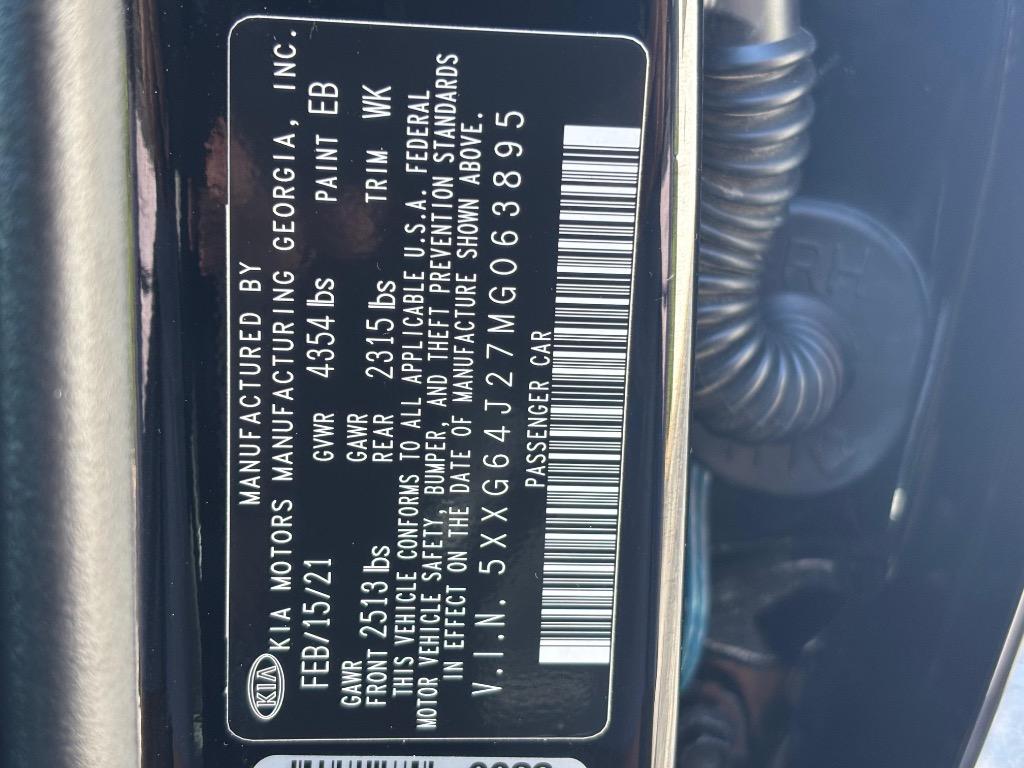 MANUFACTURED BY
KIA KIA MOTORS MANUFACTURING GEORGIA, INC.
FEB/15/21 GVWR 4354 lbs PAINT EB
GAWR GAWR
FRONT 2513 lbs REAR 2315 lbs TRIM WK
THIS VEHICLE CONFORMS TO ALL APPLICABLE U.S.A. FEDERAL
MOTOR VEHICLE SAFETY, BUMPER, AND THEFT PREVENTION STANDARDS
IN EFFECT ON THE DATE OF MANUFACTURE SHOWN ABOVE.
V.I.N. 5XXG64J27MG063895
PASSENGER CAR
RH